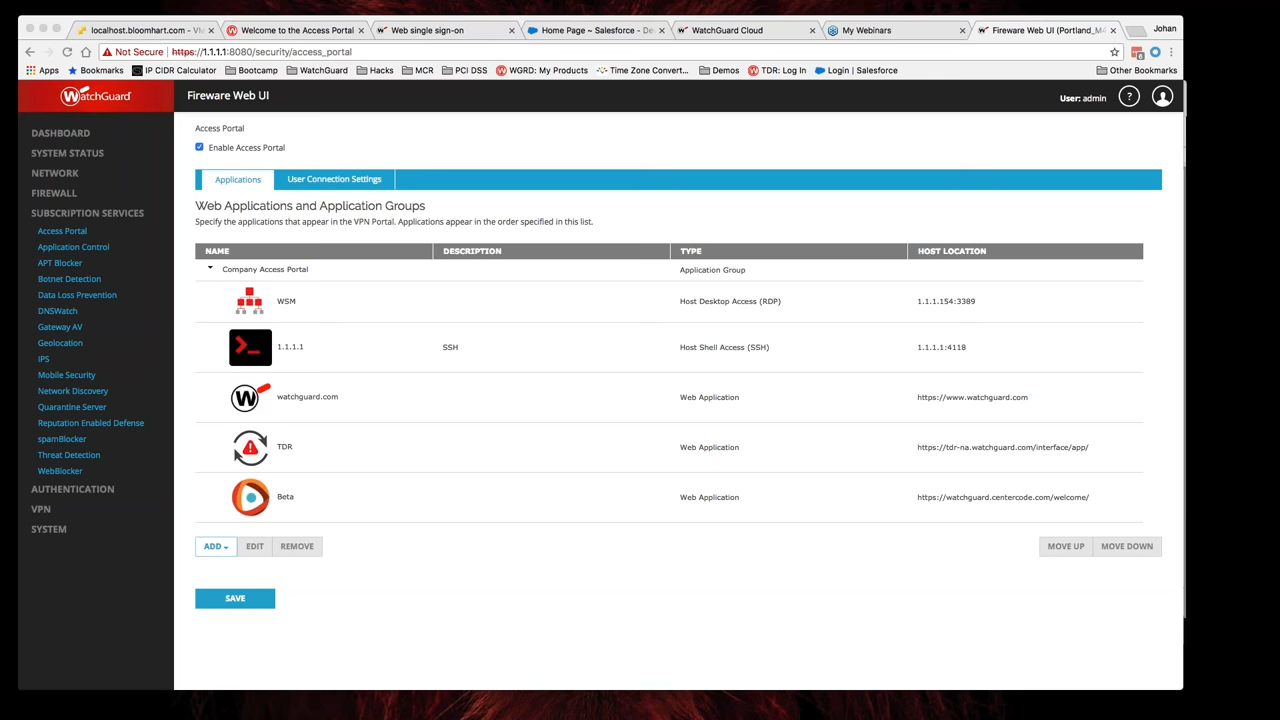 localhost.bloomhart.com - VM
Welcome to the Access Portal
Web single sign-on
Home Page ~ Salesforce - De
WatchGuard Cloud
My Webinars
Fireware Web UI (Portland_M4
Johan
Not Secure https://1.1.1.1:8080/security/access_portal
Apps Bookmarks IP CIDR Calculator Bootcamp WatchGuard Hacks MCR PCI DSS WGRD: My Products Time Zone Convert... Demos TDR: Log In Login | Salesforce Other Bookmarks
WatchGuard
Fireware Web UI
User: admin ?
DASHBOARD
SYSTEM STATUS
NETWORK
FIREWALL
SUBSCRIPTION SERVICES
Access Portal
Application Control
APT Blocker
Botnet Detection
Data Loss Prevention
DNSWatch
Gateway AV
Geolocation
IPS
Mobile Security
Network Discovery
Quarantine Server
Reputation Enabled Defense
spamBlocker
Threat Detection
WebBlocker
AUTHENTICATION
VPN
SYSTEM
Access Portal
Enable Access Portal
Applications User Connection Settings
Web Applications and Application Groups
Specify the applications that appear in the VPN Portal. Applications appear in the order specified in this list.
NAME DESCRIPTION TYPE HOST LOCATION
Company Access Portal Application Group
WSM Host Desktop Access (RDP) 1.1.1.154:3389
1.1.1.1 SSH Host Shell Access (SSH) 1.1.1.1:4118
watchguard.com Web Application https://www.watchguard.com
TDR Web Application https://tdr-na.watchguard.com/interface/app/
Beta Web Application https://watchguard.centercode.com/welcome/
ADD EDIT REMOVE MOVE UP MOVE DOWN
SAVE